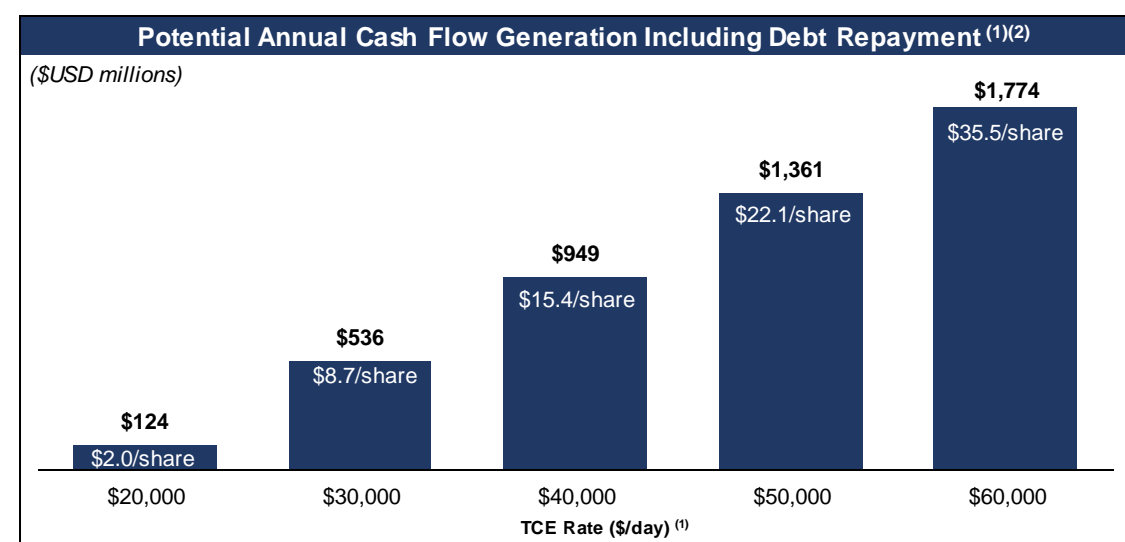 Potential Annual Cash Flow Generation Including Debt Repayment (1)(2)
($USD millions)
$1,774
$35.5/share
$1,361
$22.1/share
$949
$15.4/share
$536
$8.7/share
$124
$2.0/share
$20,000 $30,000 $40,000 $50,000 $60,000
TCE Rate ($/day) (1)